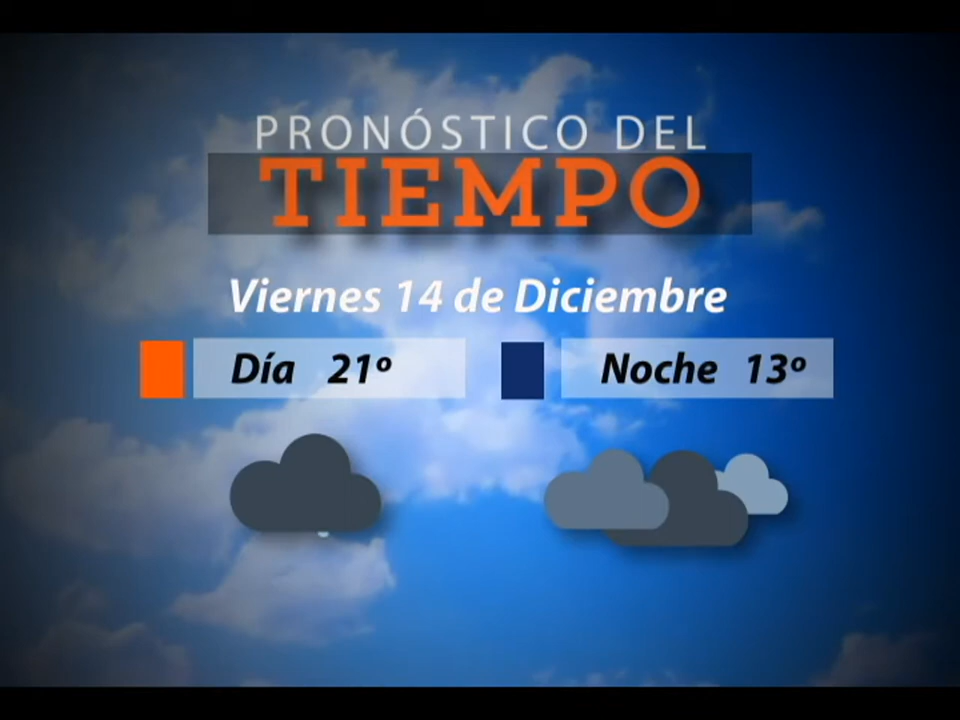 PRONÓSTICO DEL
TIEMPO
Viernes 14 de Diciembre
Día 21º
Noche 13º